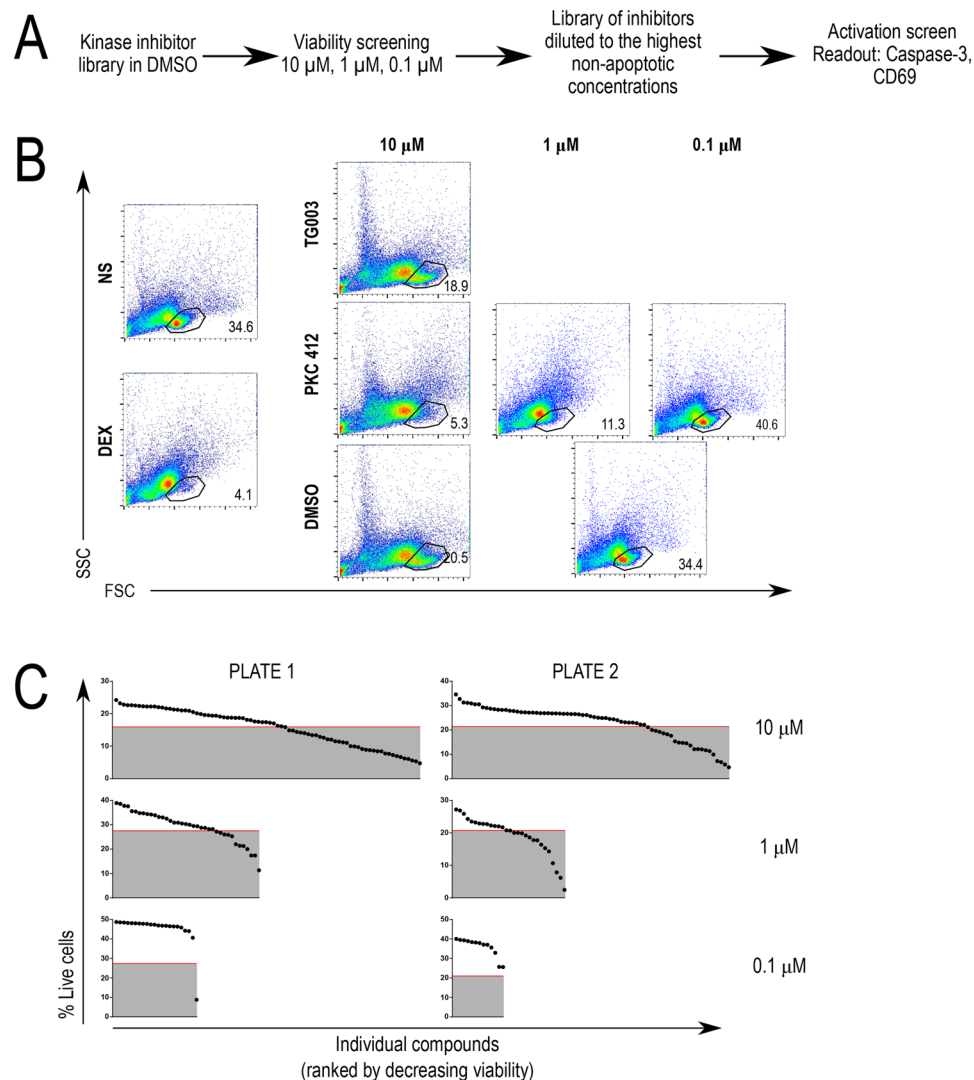 A
Kinase inhibitor
library in DMSO
Viability screening
10 µM, 1 µM, 0.1 µM
Library of inhibitors
diluted to the highest
non-apoptotic
concentrations
Activation screen
Readout: Caspase-3,
CD69
B
10 µM
1 µM
0.1 µM
NS
34.6
DEX
4.1
TG003
18.9
PKC 412
5.3
11.3
40.6
DMSO
20.5
34.4
SSC
FSC
C
PLATE 1
PLATE 2
30
20
10
0
40
30
20
10
0
10 µM
40
30
20
10
0
30
20
10
0
1 µM
50
40
30
20
10
0
50
40
30
20
10
0
0.1 µM
% Live cells
Individual compounds
(ranked by decreasing viability)